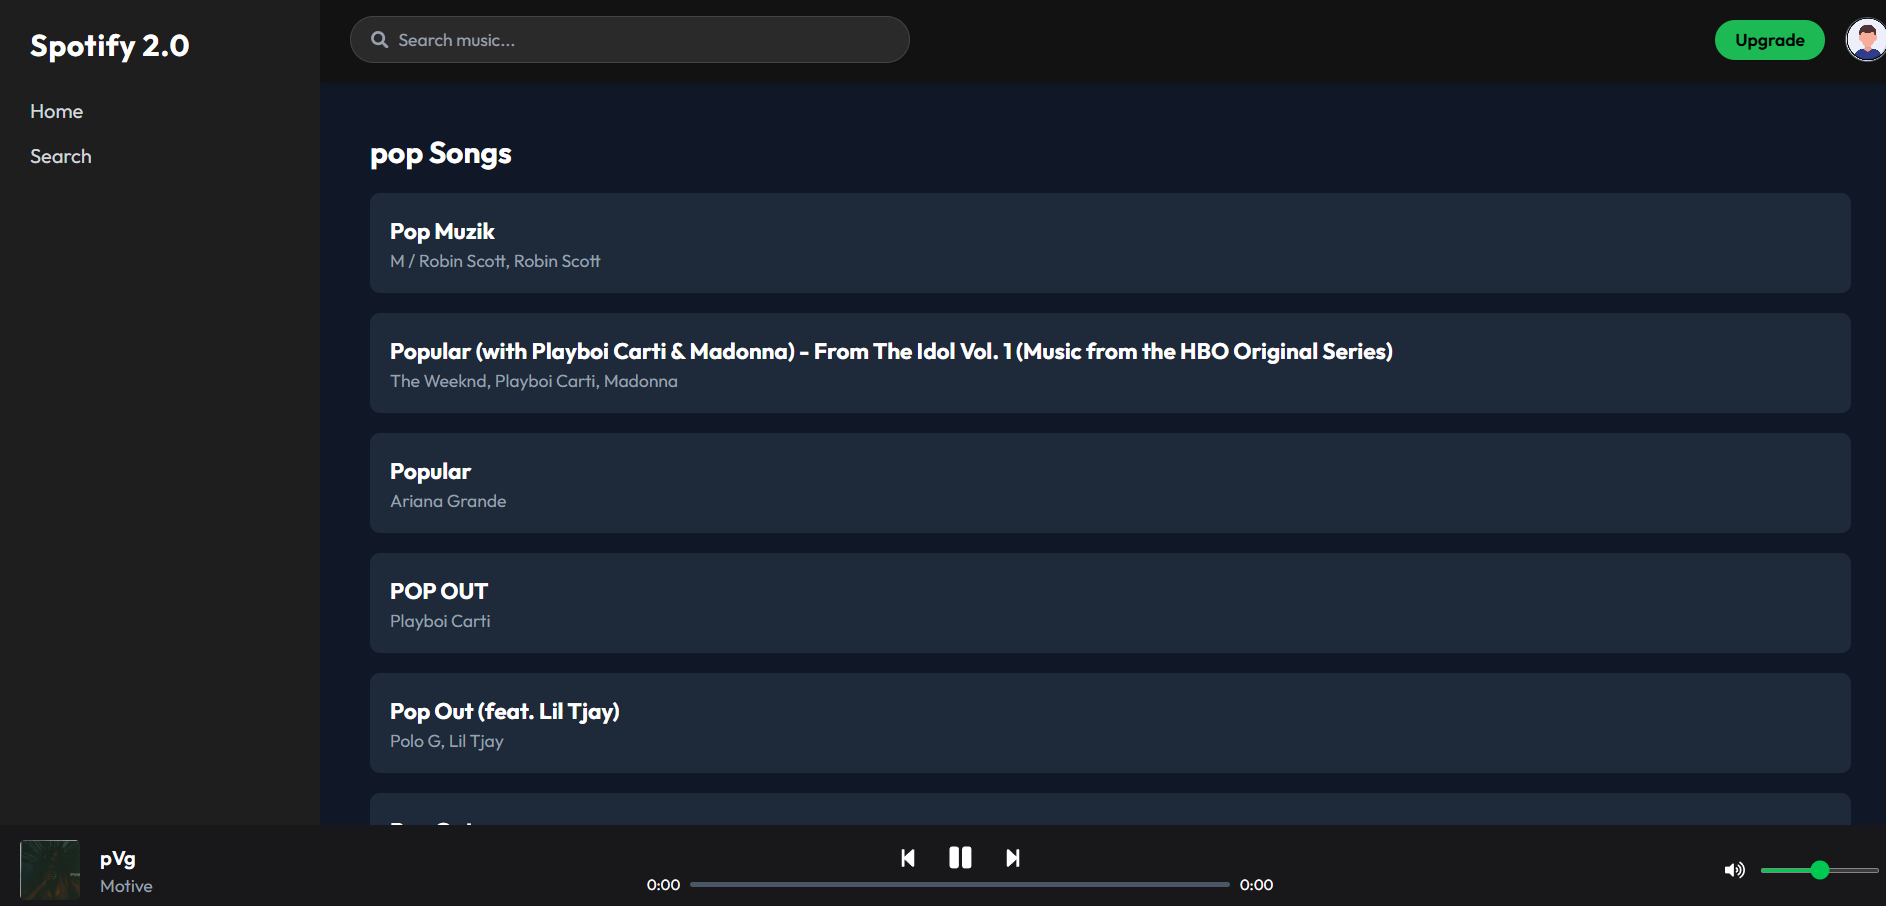 Spotify 2.0
Home
Search
Search music...
Upgrade
pop Songs
Pop Muzik
M / Robin Scott, Robin Scott
Popular (with Playboi Carti & Madonna) - From The Idol Vol. 1 (Music from the HBO Original Series)
The Weeknd, Playboi Carti, Madonna
Popular
Ariana Grande
POP OUT
Playboi Carti
Pop Out (feat. Lil Tjay)
Polo G, Lil Tjay
pVg
Motive
0:00
0:00